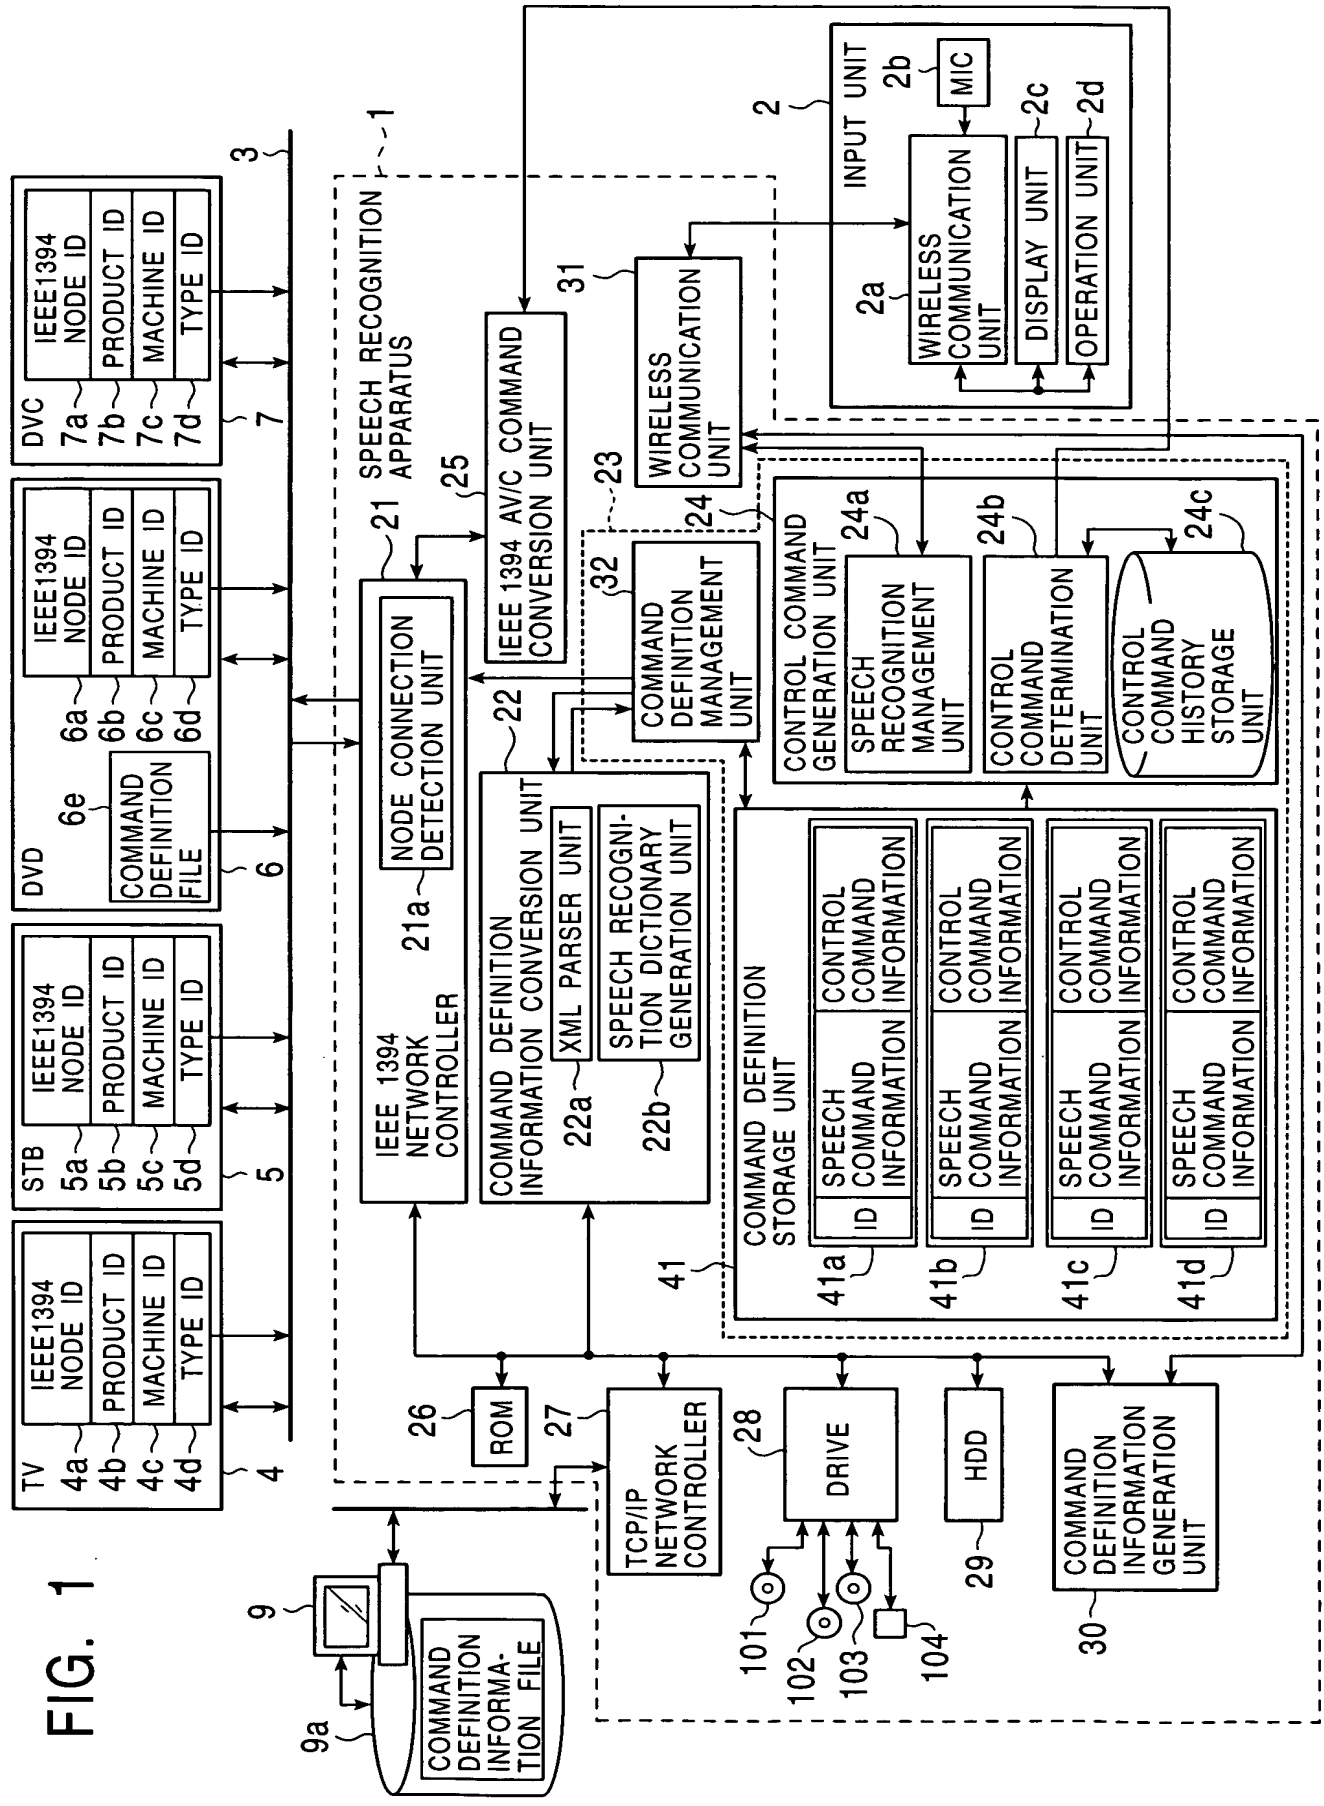 FIG. 1
TV
4a
IEEE1394
NODE ID
4b
PRODUCT ID
4c
MACHINE ID
4d
TYPE ID
4
STB
5a
IEEE1394
NODE ID
5b
PRODUCT ID
5c
MACHINE ID
5d
TYPE ID
5
DVD
6e
COMMAND
DEFINITION
FILE
6a
IEEE1394
NODE ID
6b
PRODUCT ID
6c
MACHINE ID
6d
TYPE ID
6
DVC
7a
IEEE1394
NODE ID
7b
PRODUCT ID
7c
MACHINE ID
7d
TYPE ID
7
3
9
9a
COMMAND
DEFINITION
INFORMA-
TION FILE
1
SPEECH RECOGNITION
APPARATUS
21
IEEE 1394
NETWORK
CONTROLLER
21a
NODE CONNECTION
DETECTION UNIT
25
IEEE 1394 AV/C COMMAND
CONVERSION UNIT
22
COMMAND DEFINITION
INFORMATION CONVERSION UNIT
22a
XML PARSER UNIT
22b
SPEECH RECOGNI-
TION DICTIONARY
GENERATION UNIT
32
COMMAND
DEFINITION
MANAGEMENT
UNIT
23
31
WIRELESS
COMMUNICATION
UNIT
26
ROM
27
TCP/IP
NETWORK
CONTROLLER
28
DRIVE
101
102
103
104
29
HDD
30
COMMAND
DEFINITION
INFORMATION
GENERATION
UNIT
41
COMMAND DEFINITION
STORAGE UNIT
41a
ID
SPEECH
COMMAND
INFORMATION
CONTROL
COMMAND
INFORMATION
41b
ID
SPEECH
COMMAND
INFORMATION
CONTROL
COMMAND
INFORMATION
41c
ID
SPEECH
COMMAND
INFORMATION
CONTROL
COMMAND
INFORMATION
41d
ID
SPEECH
COMMAND
INFORMATION
CONTROL
COMMAND
INFORMATION
24
CONTROL COMMAND
GENERATION UNIT
24a
SPEECH
RECOGNITION
MANAGEMENT
UNIT
24b
CONTROL
COMMAND
DETERMINATION
UNIT
24c
CONTROL
COMMAND
HISTORY
STORAGE
UNIT
2
INPUT UNIT
2a
WIRELESS
COMMUNICATION
UNIT
2b
MIC
2c
DISPLAY UNIT
2d
OPERATION UNIT